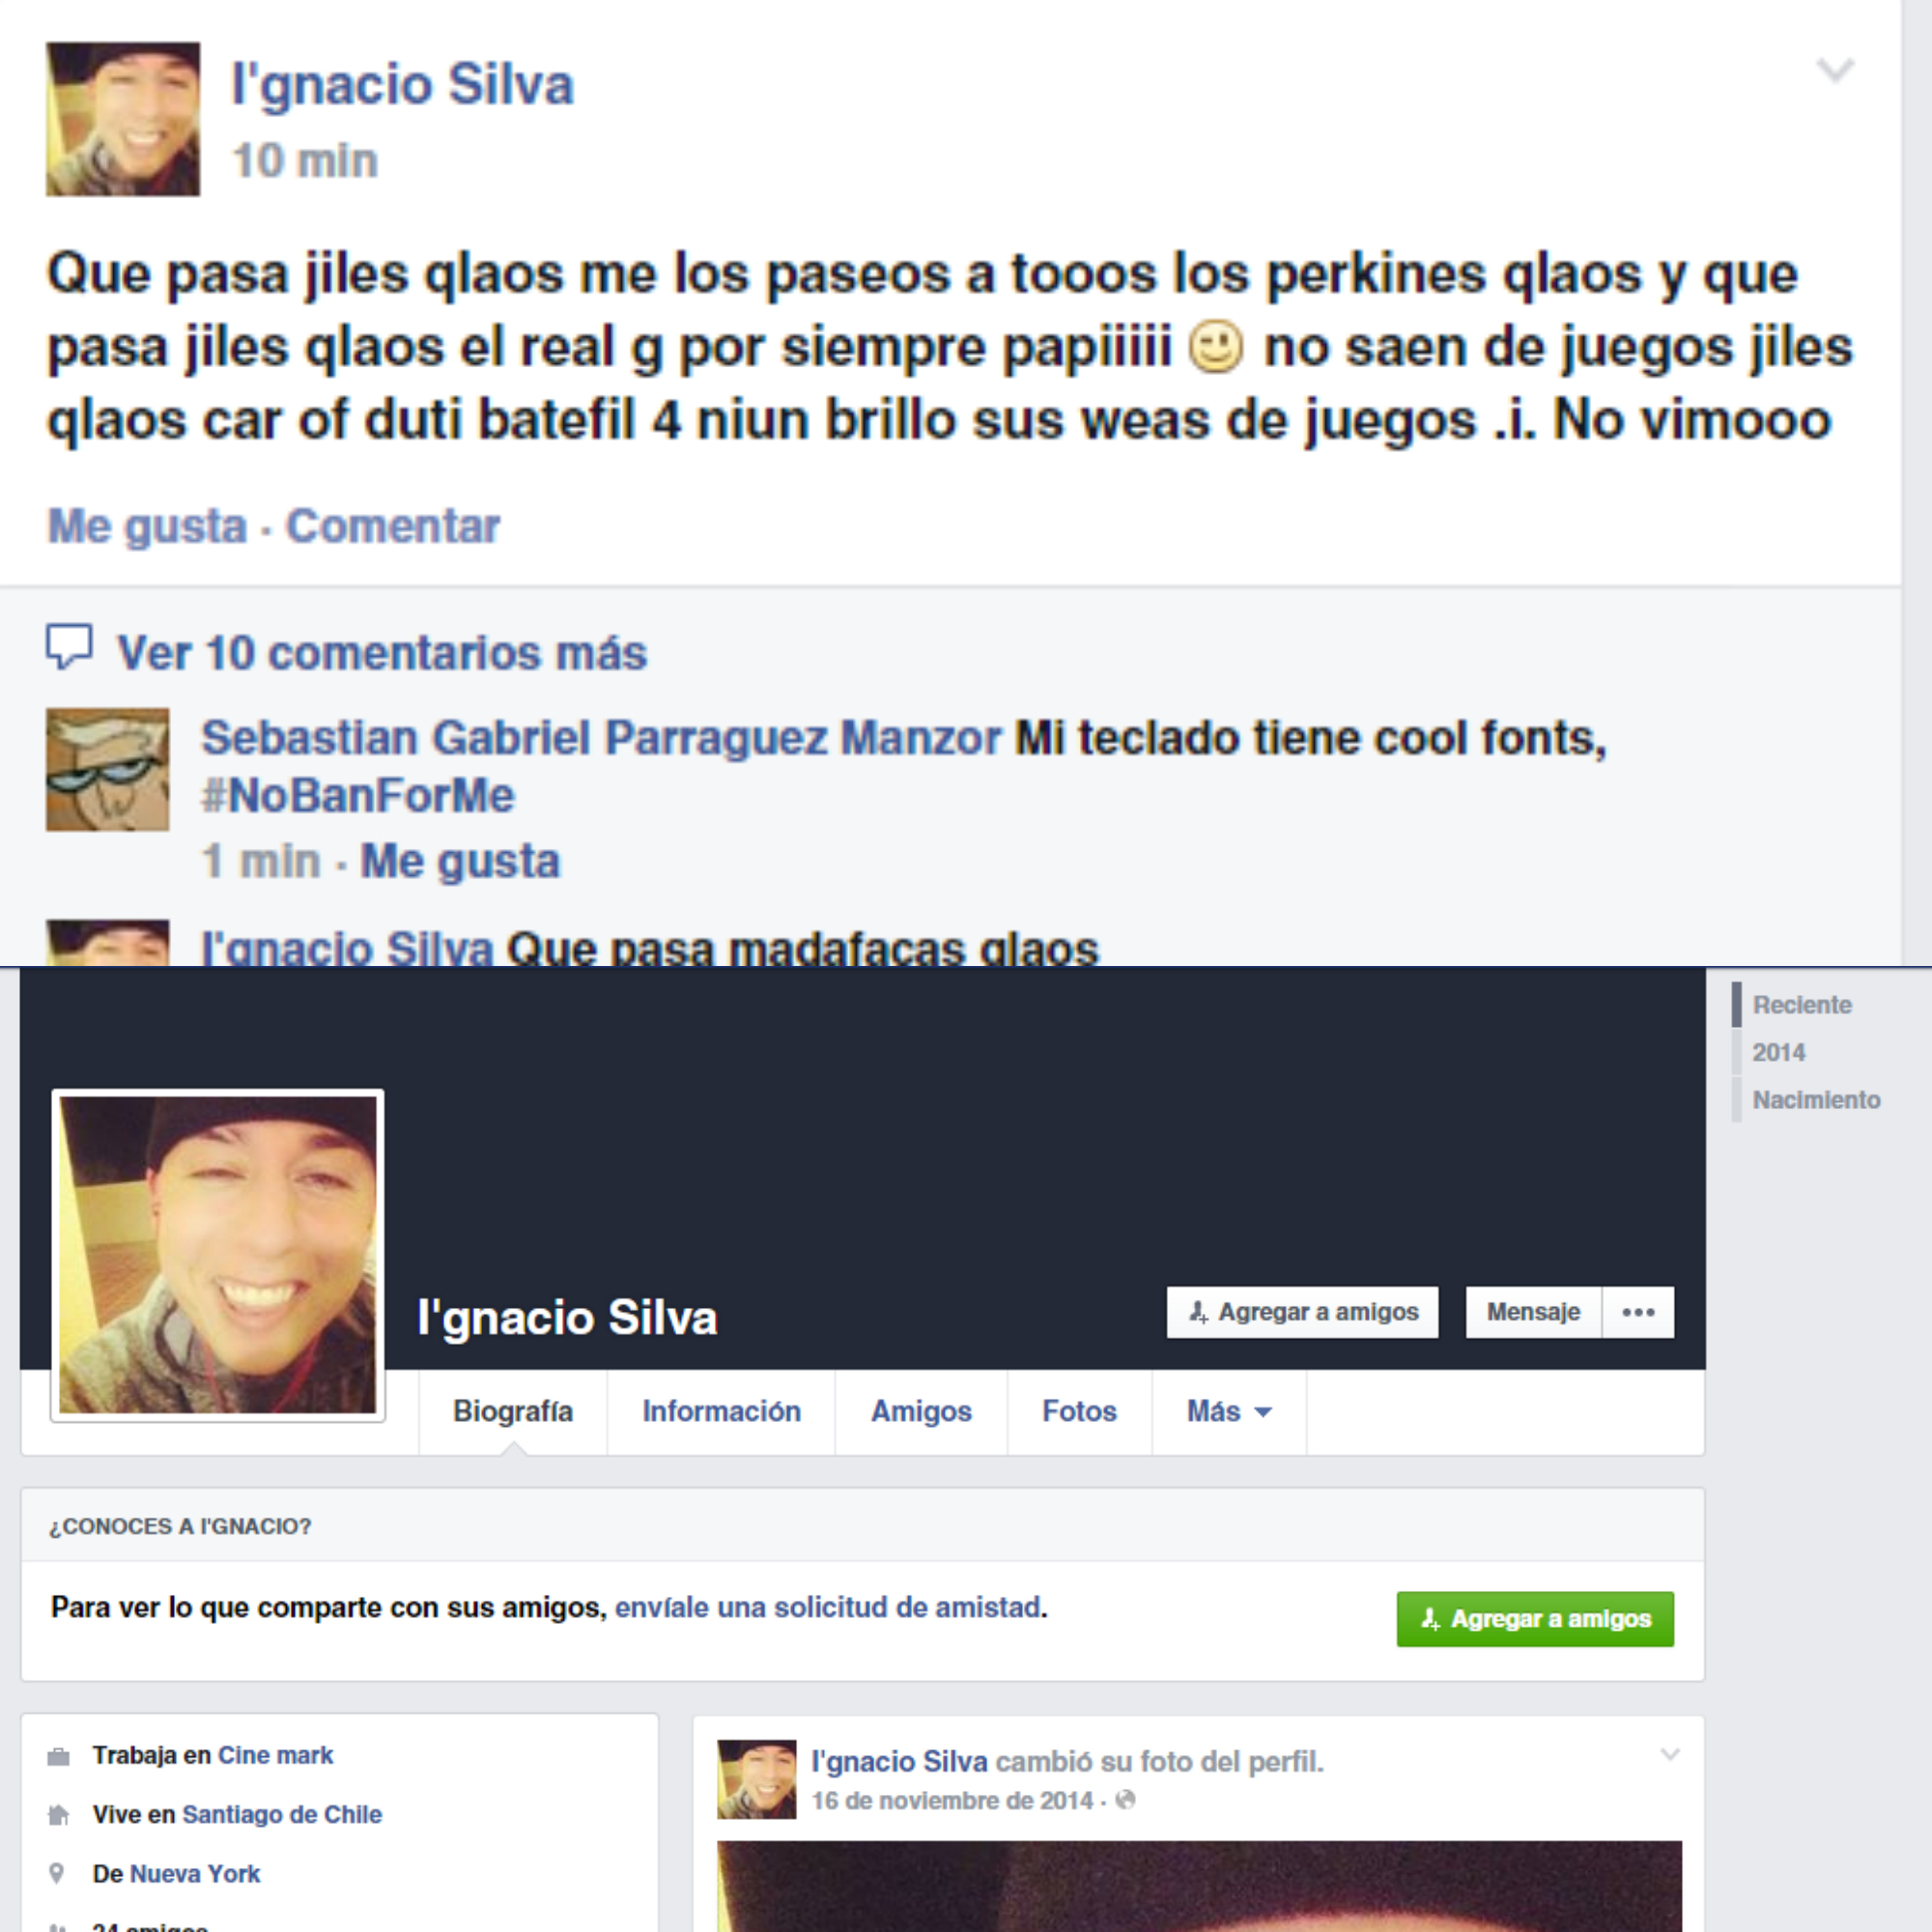 I'gnacio Silva
10 min
Que pasa jiles qlaos me los paseos a tooos los perkines qlaos y que
pasa jiles qlaos el real g por siempre papiiiii no saen de juegos jiles
qlaos car of duti batefil 4 niun brillo sus weas de juegos .i. No vimooo
Me gusta · Comentar
Ver 10 comentarios más
Sebastian Gabriel Parraguez Manzor Mi teclado tiene cool fonts,
#NoBanForMe
1 min · Me gusta
I'gnacio Silva Que pasa madafacas qlaos
Reciente
2014
Nacimiento
I'gnacio Silva
Agregar a amigos
Mensaje
Biografía
Información
Amigos
Fotos
Más
¿CONOCES A I'GNACIO?
Para ver lo que comparte con sus amigos, envíale una solicitud de amistad.
Agregar a amigos
Trabaja en Cine mark
Vive en Santiago de Chile
De Nueva York
24 amigos
I'gnacio Silva cambió su foto del perfil.
16 de noviembre de 2014 ·